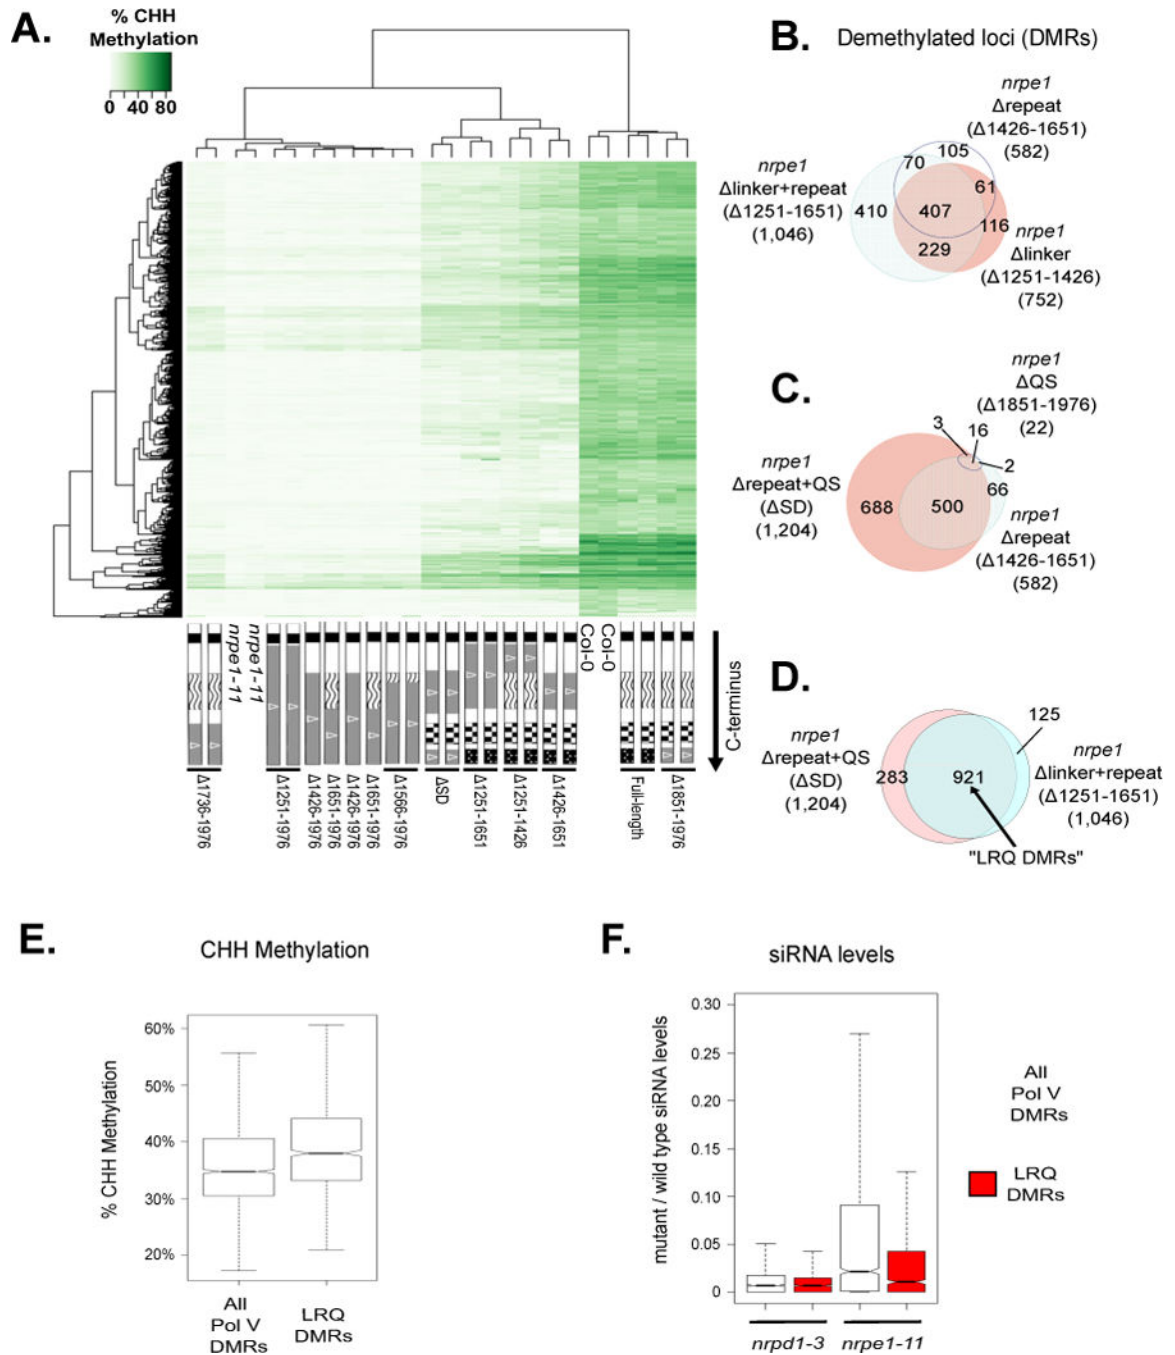 A.
% CHH
Methylation
0 40 80
nrpe1-11
nrpe1-11
Col-0
Col-0
C-terminus
Δ1736-1976
Δ1251-1976
Δ1426-1976
Δ1651-1976
Δ1426-1976
Δ1651-1976
Δ1566-1976
ΔSD
Δ1251-1651
Δ1251-1426
Δ1426-1651
Full-length
Δ1851-1976
B.
Demethylated loci (DMRs)
nrpe1
Δrepeat
(Δ1426-1651)
(582)
nrpe1
Δlinker+repeat
(Δ1251-1651)
(1,046)
70
105
61
410
407
116
229
nrpe1
Δlinker
(Δ1251-1426)
(752)
C.
nrpe1
ΔQS
(Δ1851-1976)
(22)
3
16
2
nrpe1
Δrepeat+QS
(ΔSD)
(1,204)
688
500
66
nrpe1
Δrepeat
(Δ1426-1651)
(582)
D.
125
nrpe1
Δrepeat+QS
(ΔSD)
(1,204)
283
921
nrpe1
Δlinker+repeat
(Δ1251-1651)
(1,046)
"LRQ DMRs"
E.
CHH Methylation
% CHH Methylation
60%
50%
40%
30%
20%
All
Pol V
DMRs
LRQ
DMRs
F.
siRNA levels
mutant / wild type siRNA levels
0.30
0.25
0.20
0.15
0.10
0.05
0
nrpd1-3
nrpe1-11
All
Pol V
DMRs
LRQ
DMRs